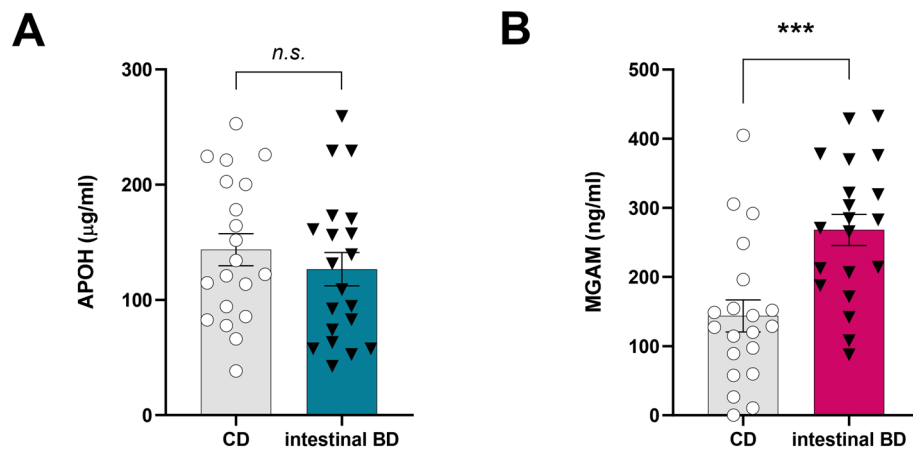 A
n.s.
300
200
100
0
APOH (μg/ml)
CD
intestinal BD
B
***
500
400
300
200
100
0
MGAM (ng/ml)
CD
intestinal BD